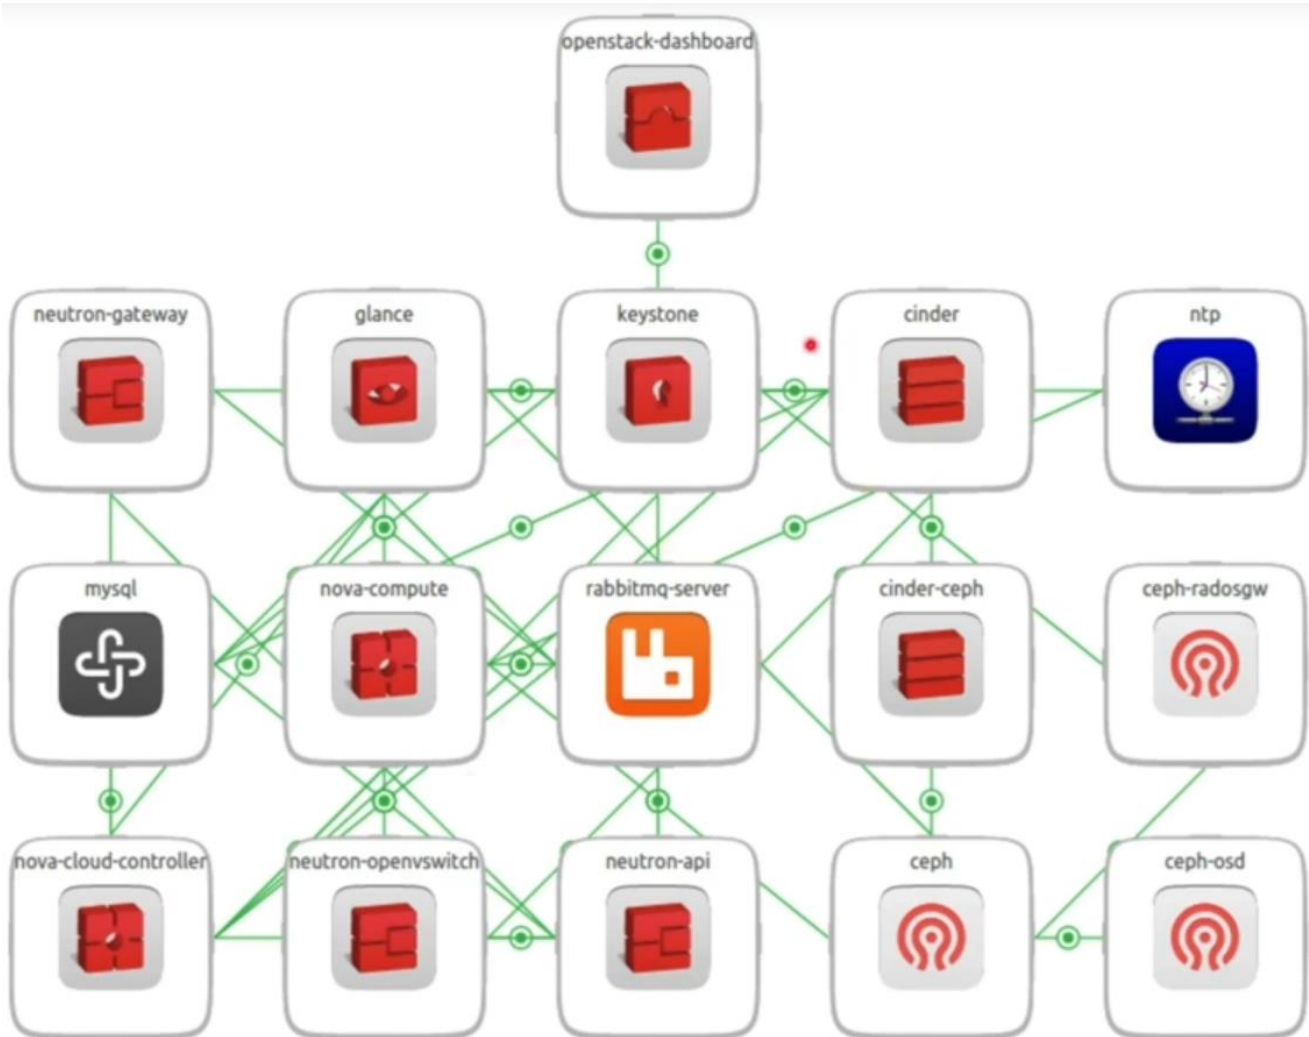 openstack-dashboard
neutron-gateway
glance
keystone
cinder
ntp
mysql
nova-compute
rabbitmq-server
cinder-ceph
ceph-radosgw
nova-cloud-controller
neutron-openvswitch
neutron-api
ceph
ceph-osd